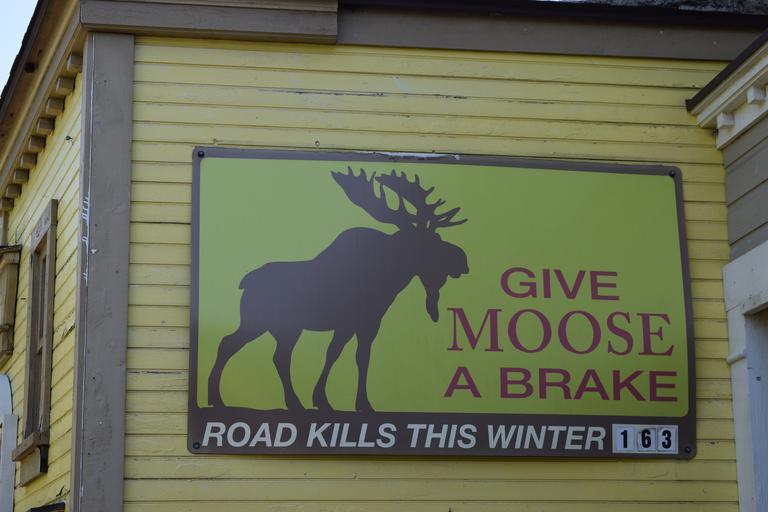 GIVE
MOOSE
A BRAKE
ROAD KILLS THIS WINTER 163